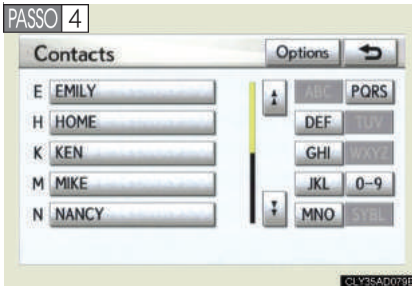 PASSO 4
Contacts Options
E EMILY ABC PQRS
H HOME DEF TUV
K KEN GHI WXYZ
M MIKE JKL 0-9
N NANCY MNO SYBL
CLY35AD079E